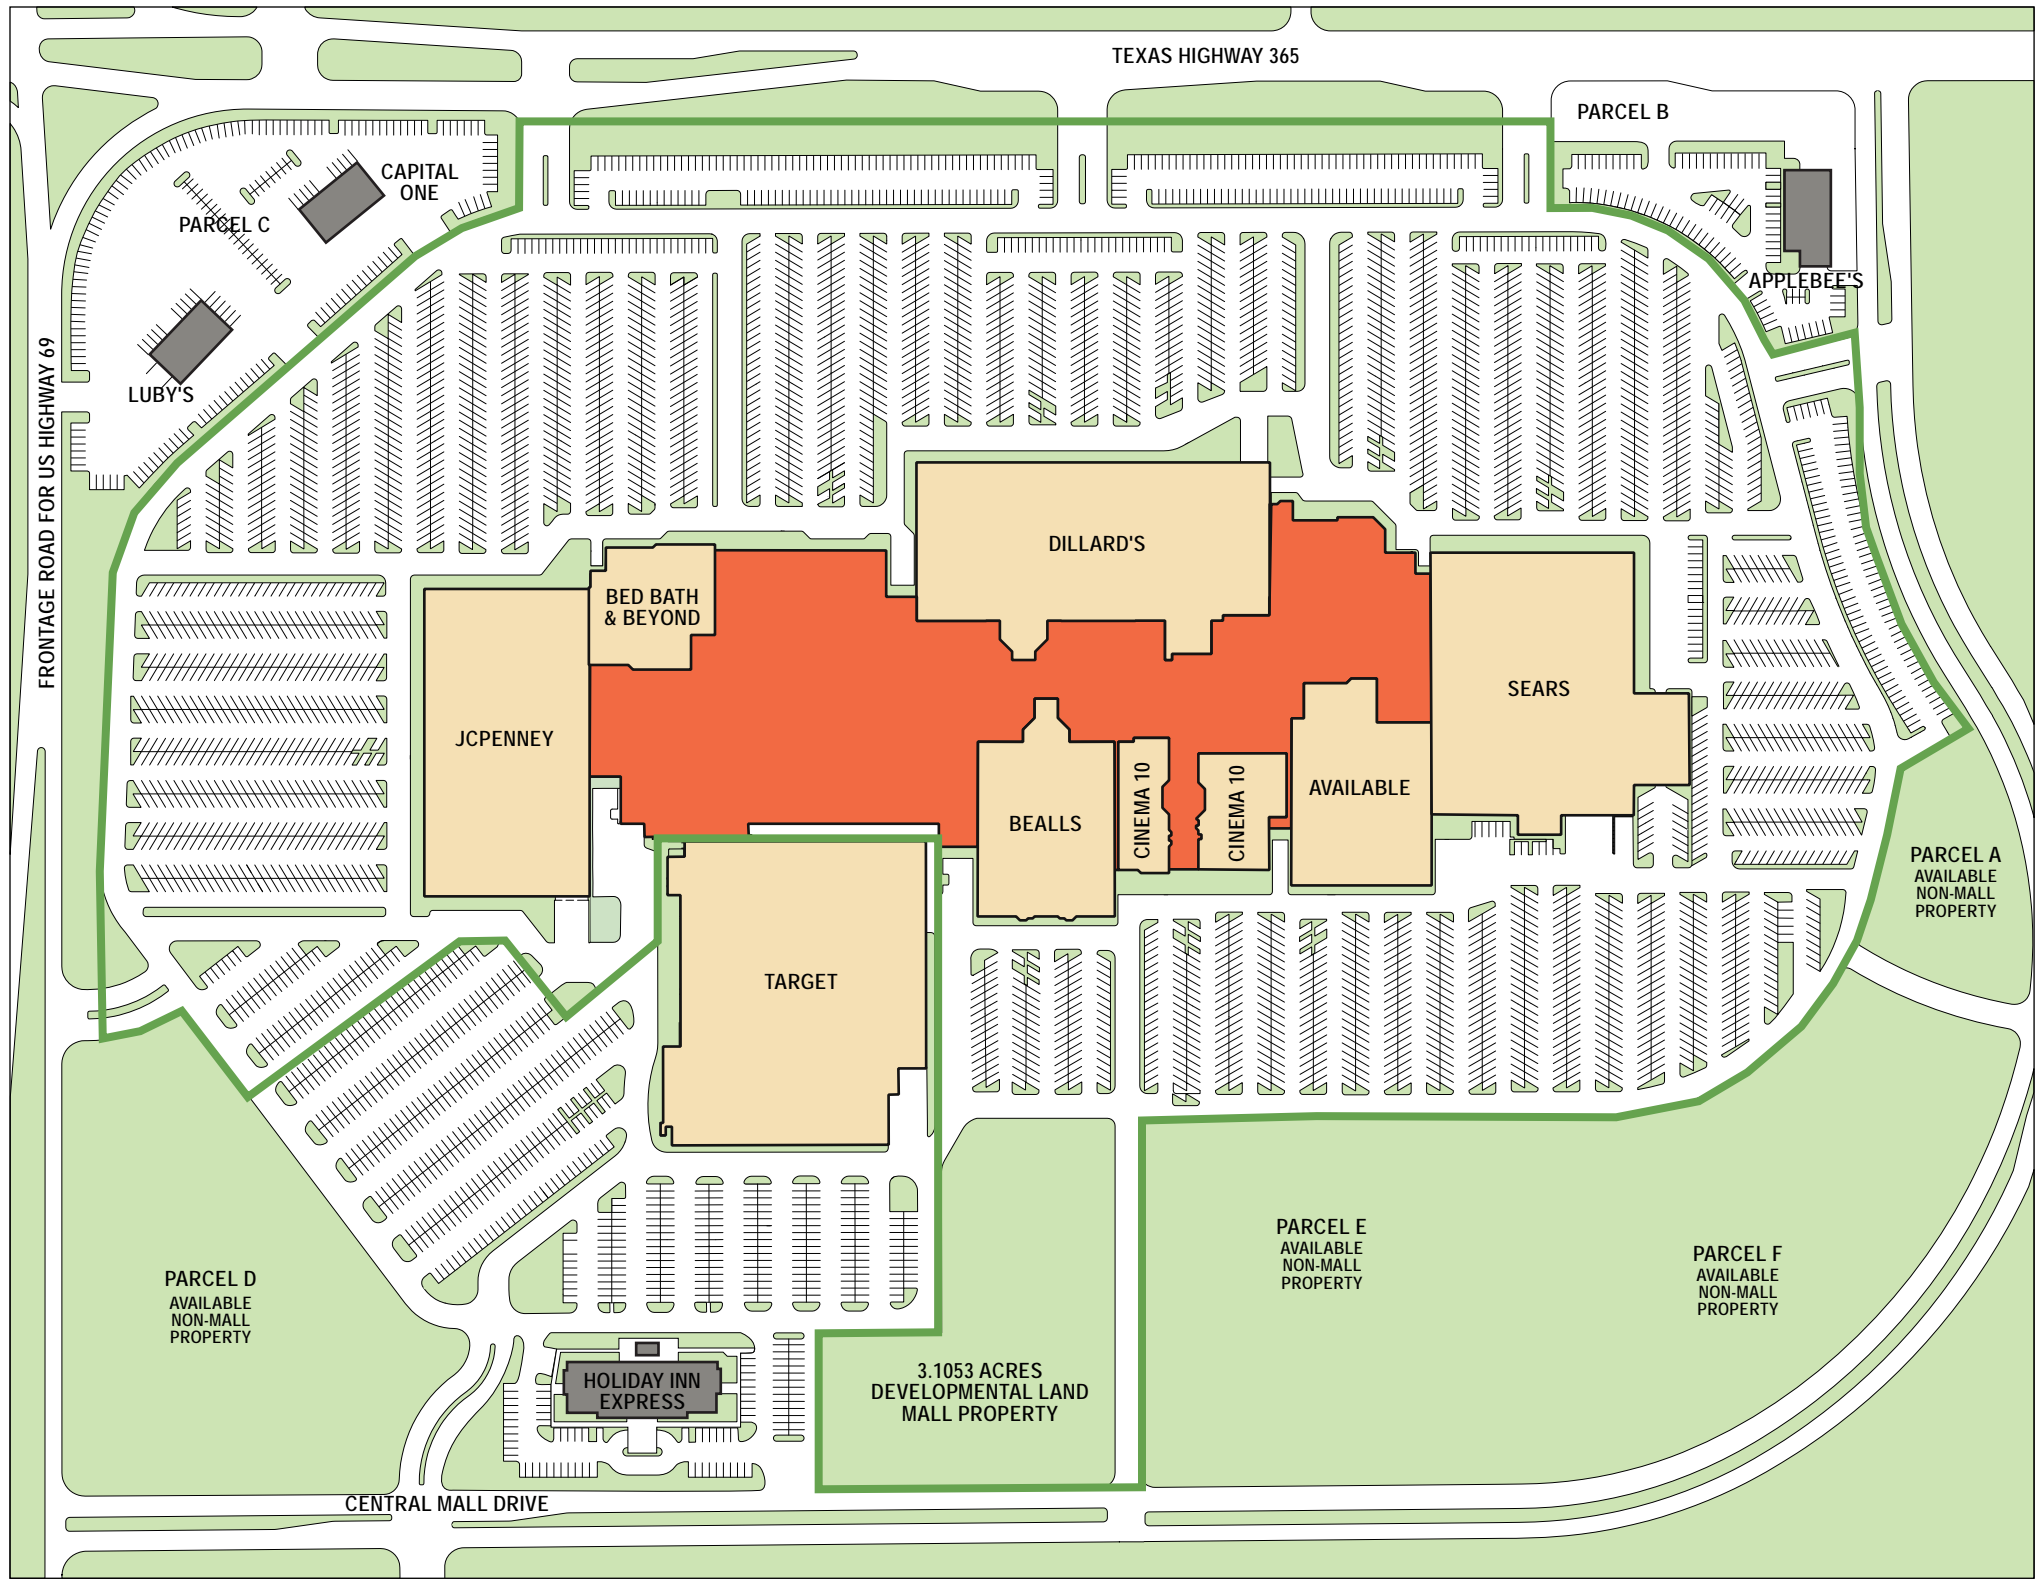 TEXAS HIGHWAY 365
PARCEL B
CAPITAL
ONE
PARCEL C
APPLEBEE'S
LUBY'S
FRONTAGE ROAD FOR US HIGHWAY 69
DILLARD'S
BED BATH
& BEYOND
SEARS
JCPENNEY
AVAILABLE
CINEMA 10
CINEMA 10
BEALLS
PARCEL A
AVAILABLE
NON-MALL
PROPERTY
TARGET
PARCEL E
AVAILABLE
NON-MALL
PROPERTY
PARCEL F
AVAILABLE
NON-MALL
PROPERTY
PARCEL D
AVAILABLE
NON-MALL
PROPERTY
HOLIDAY INN
EXPRESS
3.1053 ACRES
DEVELOPMENTAL LAND
MALL PROPERTY
CENTRAL MALL DRIVE